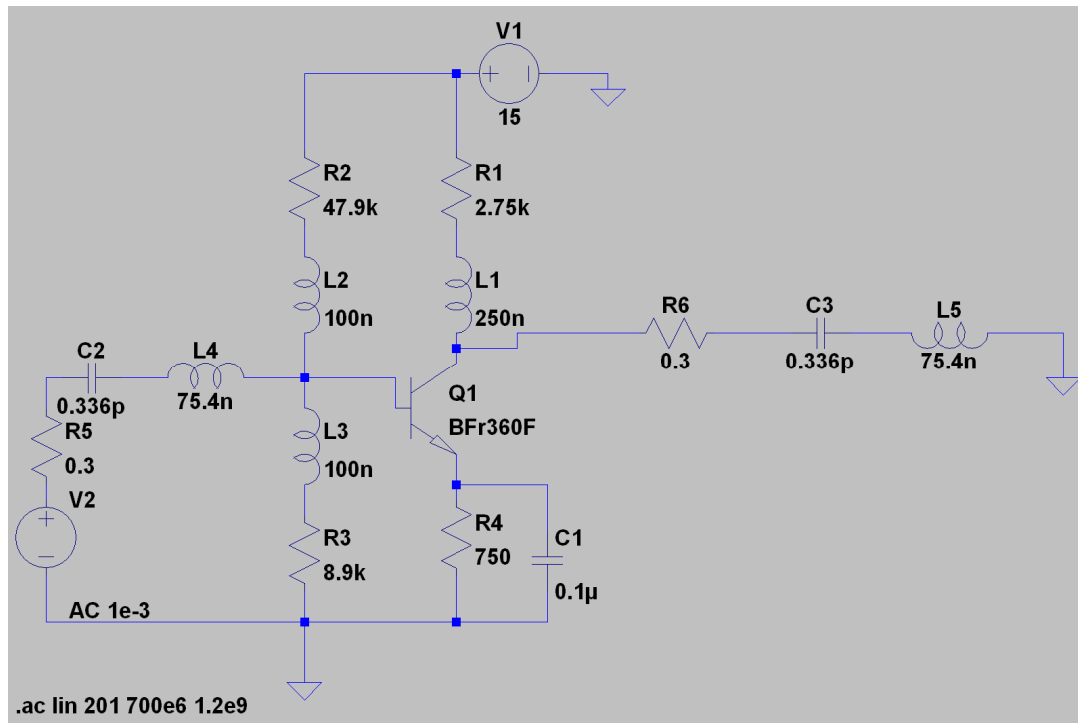 V1
15
R2
47.9k
R1
2.75k
L2
100n
L1
250n
R6
0.3
C3
0.336p
L5
75.4n
C2
0.336p
L4
75.4n
Q1
BFr360F
R5
0.3
L3
100n
V2
R4
750
C1
0.1µ
R3
8.9k
AC 1e-3
.ac lin 201 700e6 1.2e9